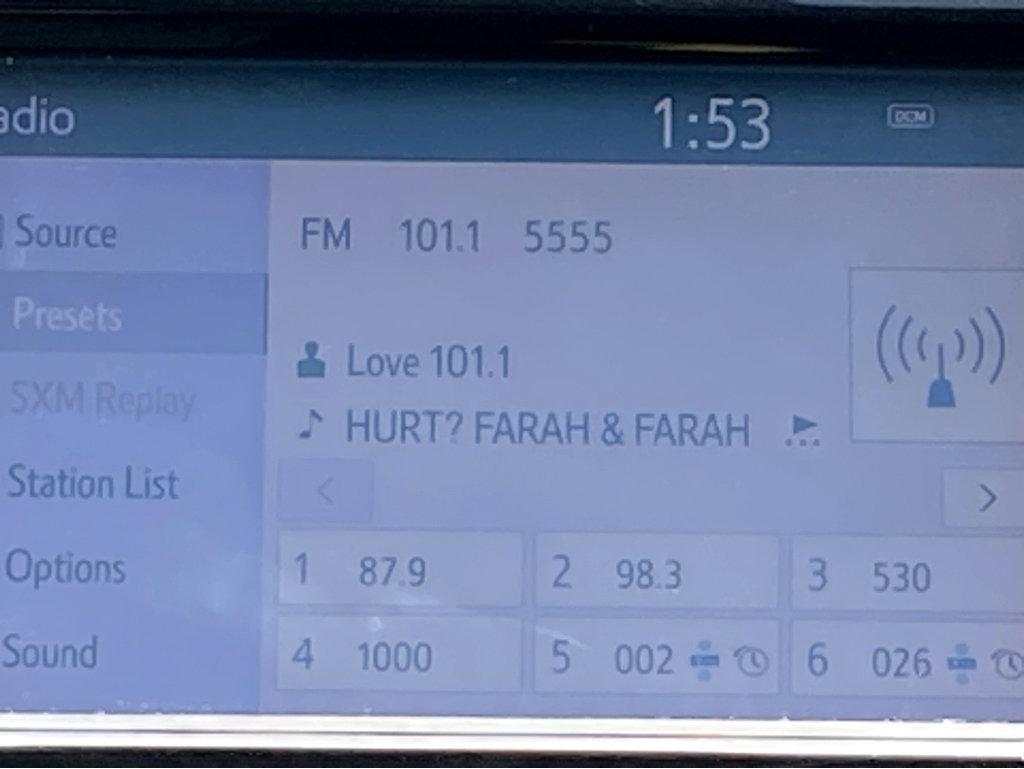 adio 1:53 DCM
Source
FM 101.1 5555
Presets
Love 101.1
SXM Replay
HURT? FARAH & FARAH ...
Station List
< >
Options
1 87.9 2 98.3 3 530
Sound
4 1000 5 002 6 026